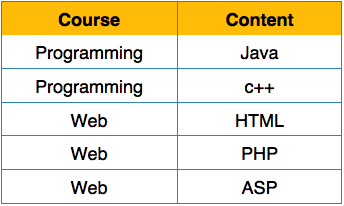 Course Content
Programming Java
Programming c++
Web HTML
Web PHP
Web ASP